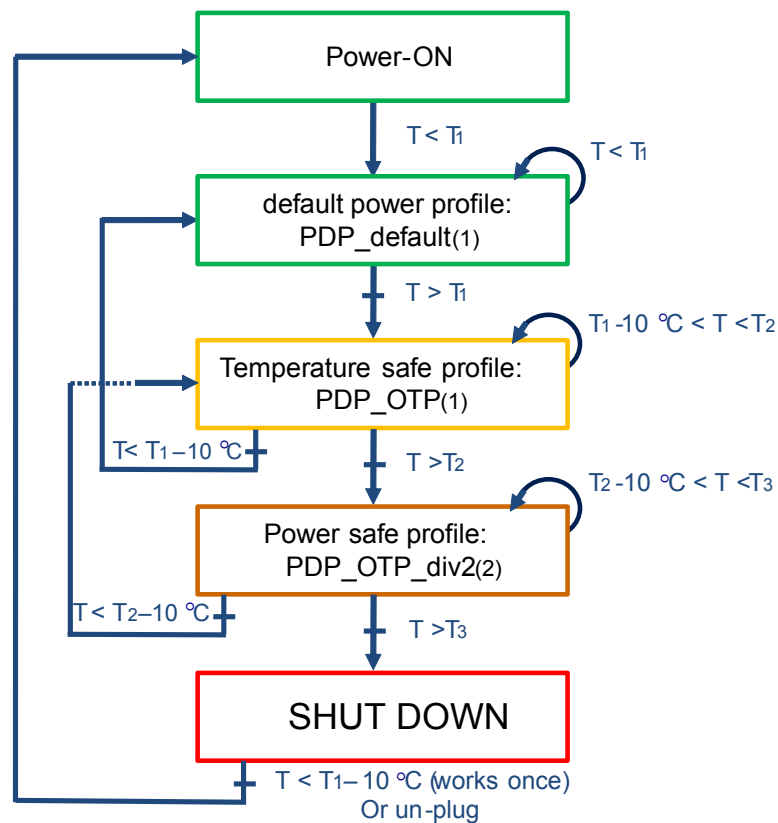 Power-ON
T < T1
T < T1
default power profile:
PDP_default(1)
T > T1
T1-10 °C < T <T2
Temperature safe profile:
PDP_OTP(1)
T< T1–10 °C
T >T2
T2-10 °C < T <T3
Power safe profile:
PDP_OTP_div2(2)
T < T2–10 °C
T >T3
SHUT DOWN
T < T1– 10 °C (works once)
Or un-plug